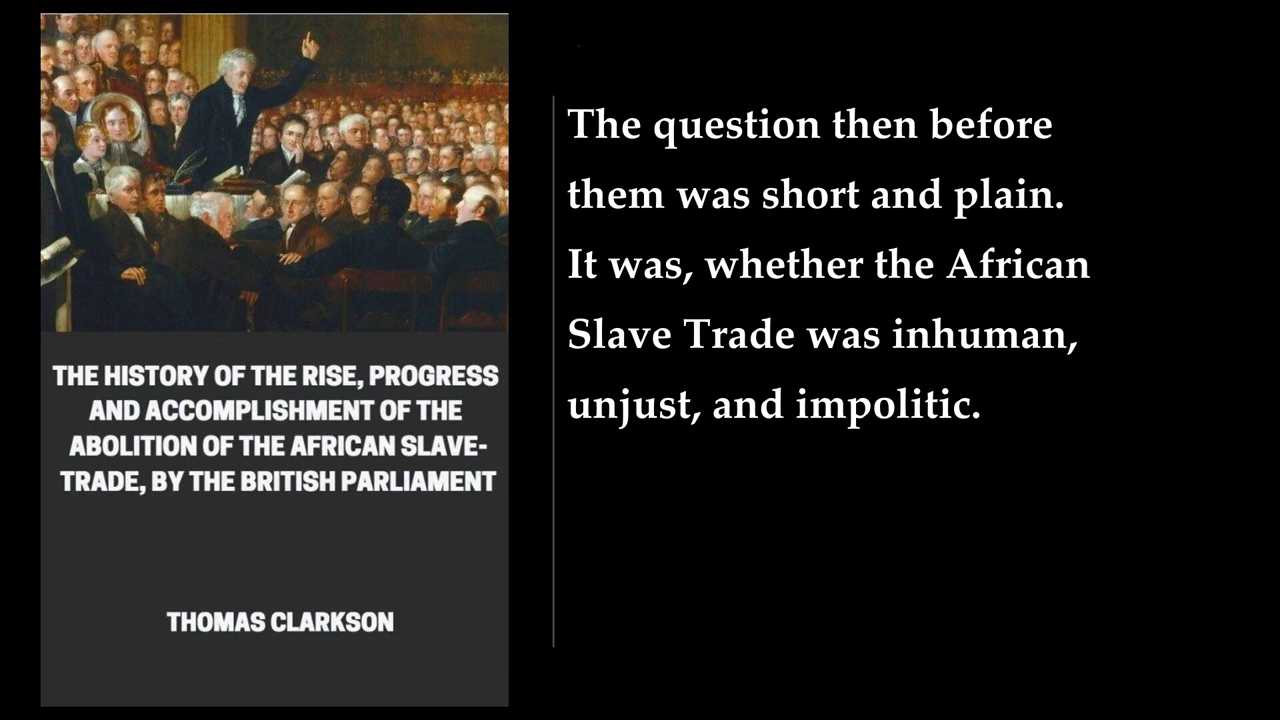 THE HISTORY OF THE RISE, PROGRESS
AND ACCOMPLISHMENT OF THE
ABOLITION OF THE AFRICAN SLAVE-
TRADE, BY THE BRITISH PARLIAMENT
THOMAS CLARKSON
The question then before
them was short and plain.
It was, whether the African
Slave Trade was inhuman,
unjust, and impolitic.